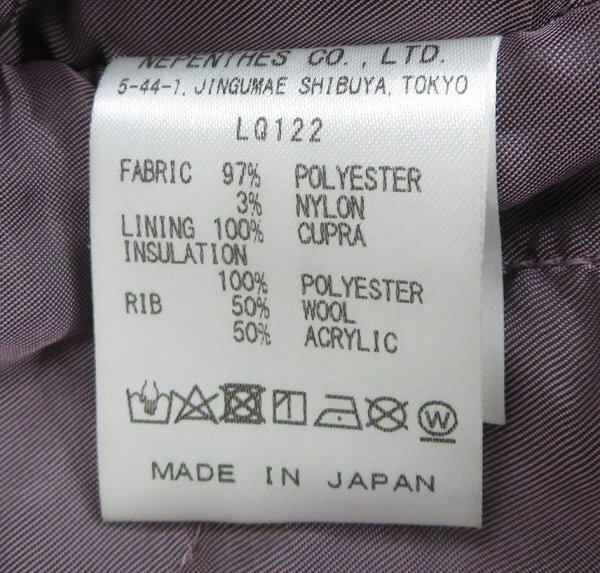 NEPENTHES CO., LTD.
5-44-1, JINGUMAE SHIBUYA, TOKYO
LQ122
FABRIC 97% POLYESTER
3% NYLON
LINING 100% CUPRA
INSULATION
100% POLYESTER
RIB 50% WOOL
50% ACRYLIC
W
MADE IN JAPAN